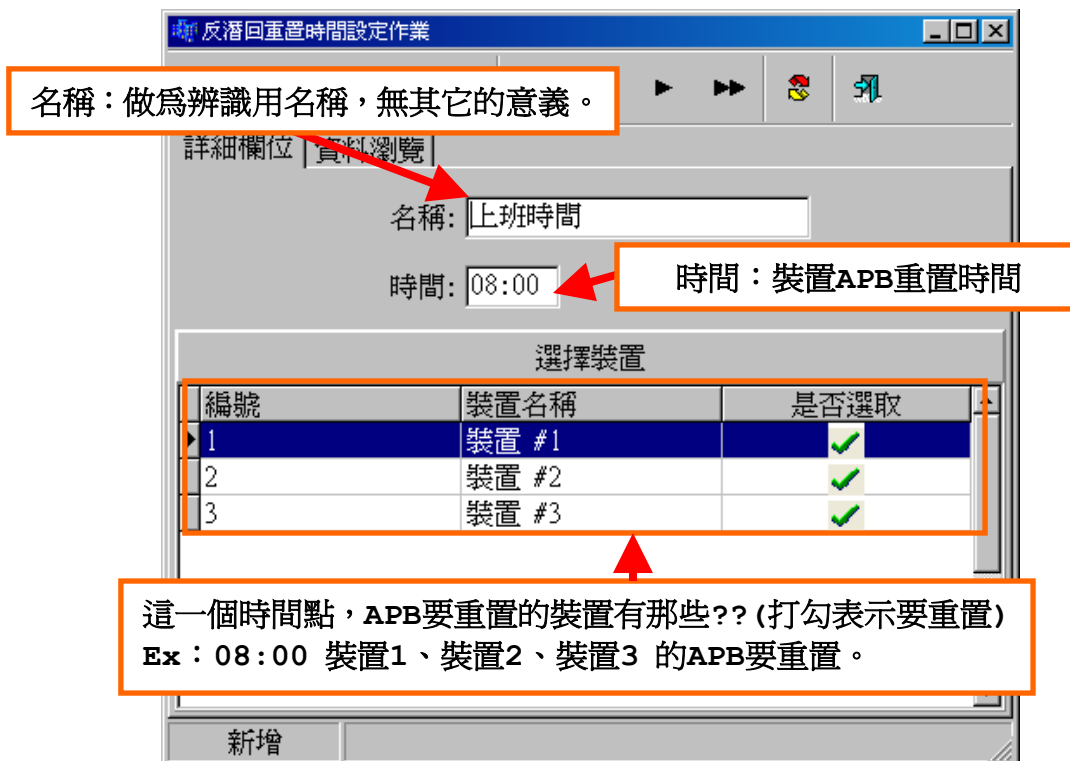 反潛回重置時間設定作業
名稱：做為辨識用名稱，無其它的意義。
詳細欄位 資料瀏覽
名稱: 上班時間
時間: 08:00
時間：裝置APB重置時間
選擇裝置
編號 裝置名稱 是否選取
1 裝置 #1
2 裝置 #2
3 裝置 #3
這一個時間點，APB要重置的裝置有那些??(打勾表示要重置)
Ex：08:00 裝置1、裝置2、裝置3 的APB要重置。
新增